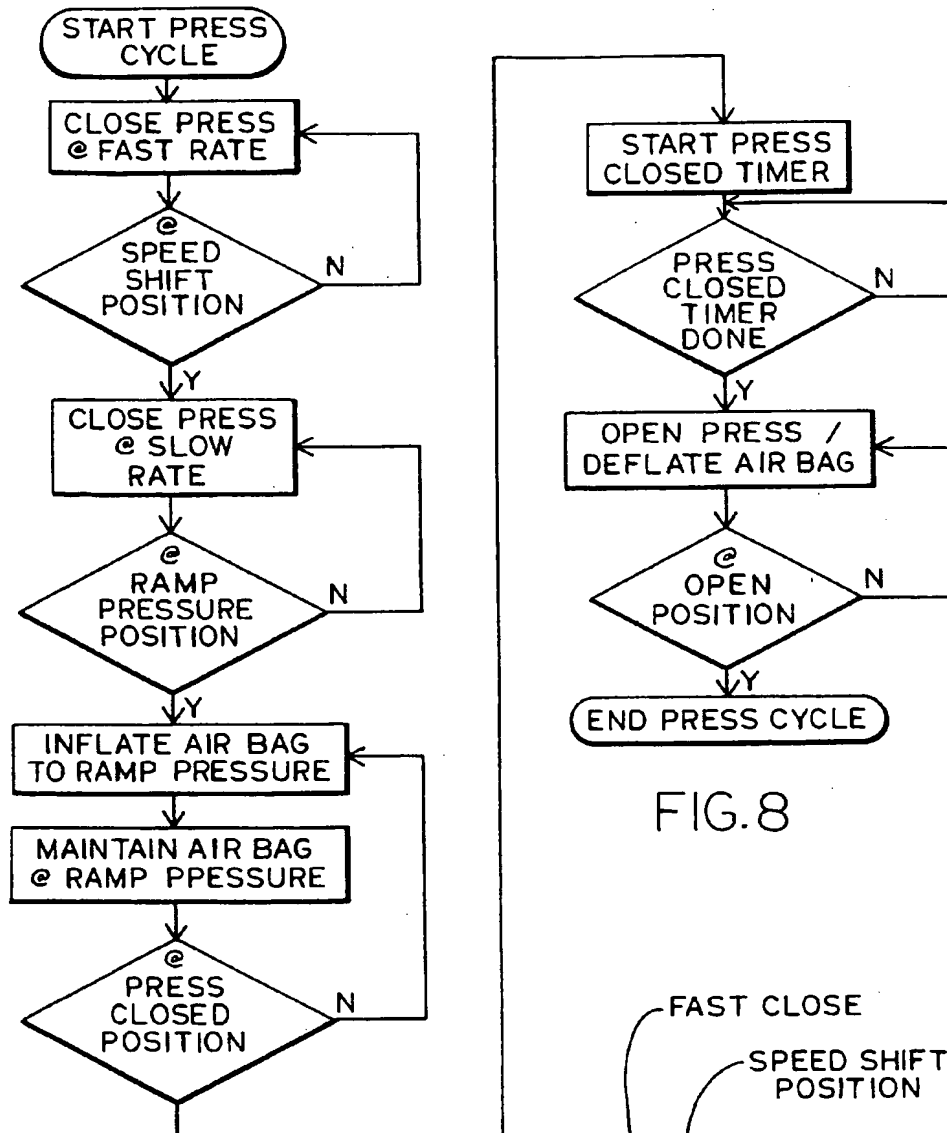 START PRESS
CYCLE
CLOSE PRESS
@ FAST RATE
@
SPEED
SHIFT
POSITION
N
Y
CLOSE PRESS
@ SLOW
RATE
@
RAMP
PRESSURE
POSITION
N
Y
INFLATE AIR BAG
TO RAMP PRESSURE
MAINTAIN AIR BAG
@ RAMP PPESSURE
@
PRESS
CLOSED
POSITION
N
START PRESS
CLOSED TIMER
PRESS
CLOSED
TIMER
DONE
N
Y
OPEN PRESS /
DEFLATE AIR BAG
@
OPEN
POSITION
N
Y
END PRESS CYCLE
FIG.8
FAST CLOSE
SPEED SHIFT
POSITION